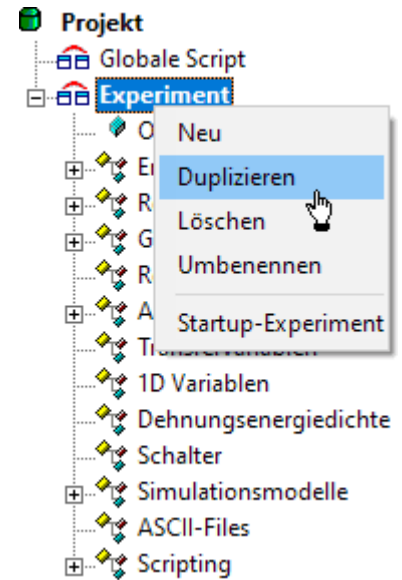 Projekt
Globale Script
Experiment
O
Neu
E
Duplizieren
R
Löschen
G
Umbenennen
R
A
Startup-Experiment
1D Variablen
Dehnungsenergiedichte
Schalter
Simulationsmodelle
ASCII-Files
Scripting